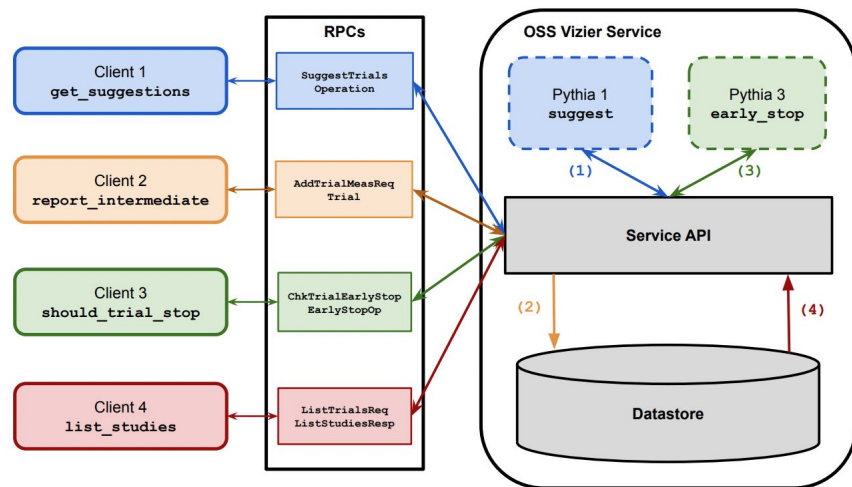 RPCs
OSS Vizier Service
Client 1
get_suggestions
SuggestTrials
Operation
Pythia 1
suggest
Pythia 3
early_stop
(1)
(3)
Client 2
report_intermediate
AddTrialMeasReq
Trial
Service API
Client 3
should_trial_stop
ChkTrialEarlyStop
EarlyStopOp
(2)
(4)
Client 4
list_studies
ListTrialsReq
ListStudiesResp
Datastore